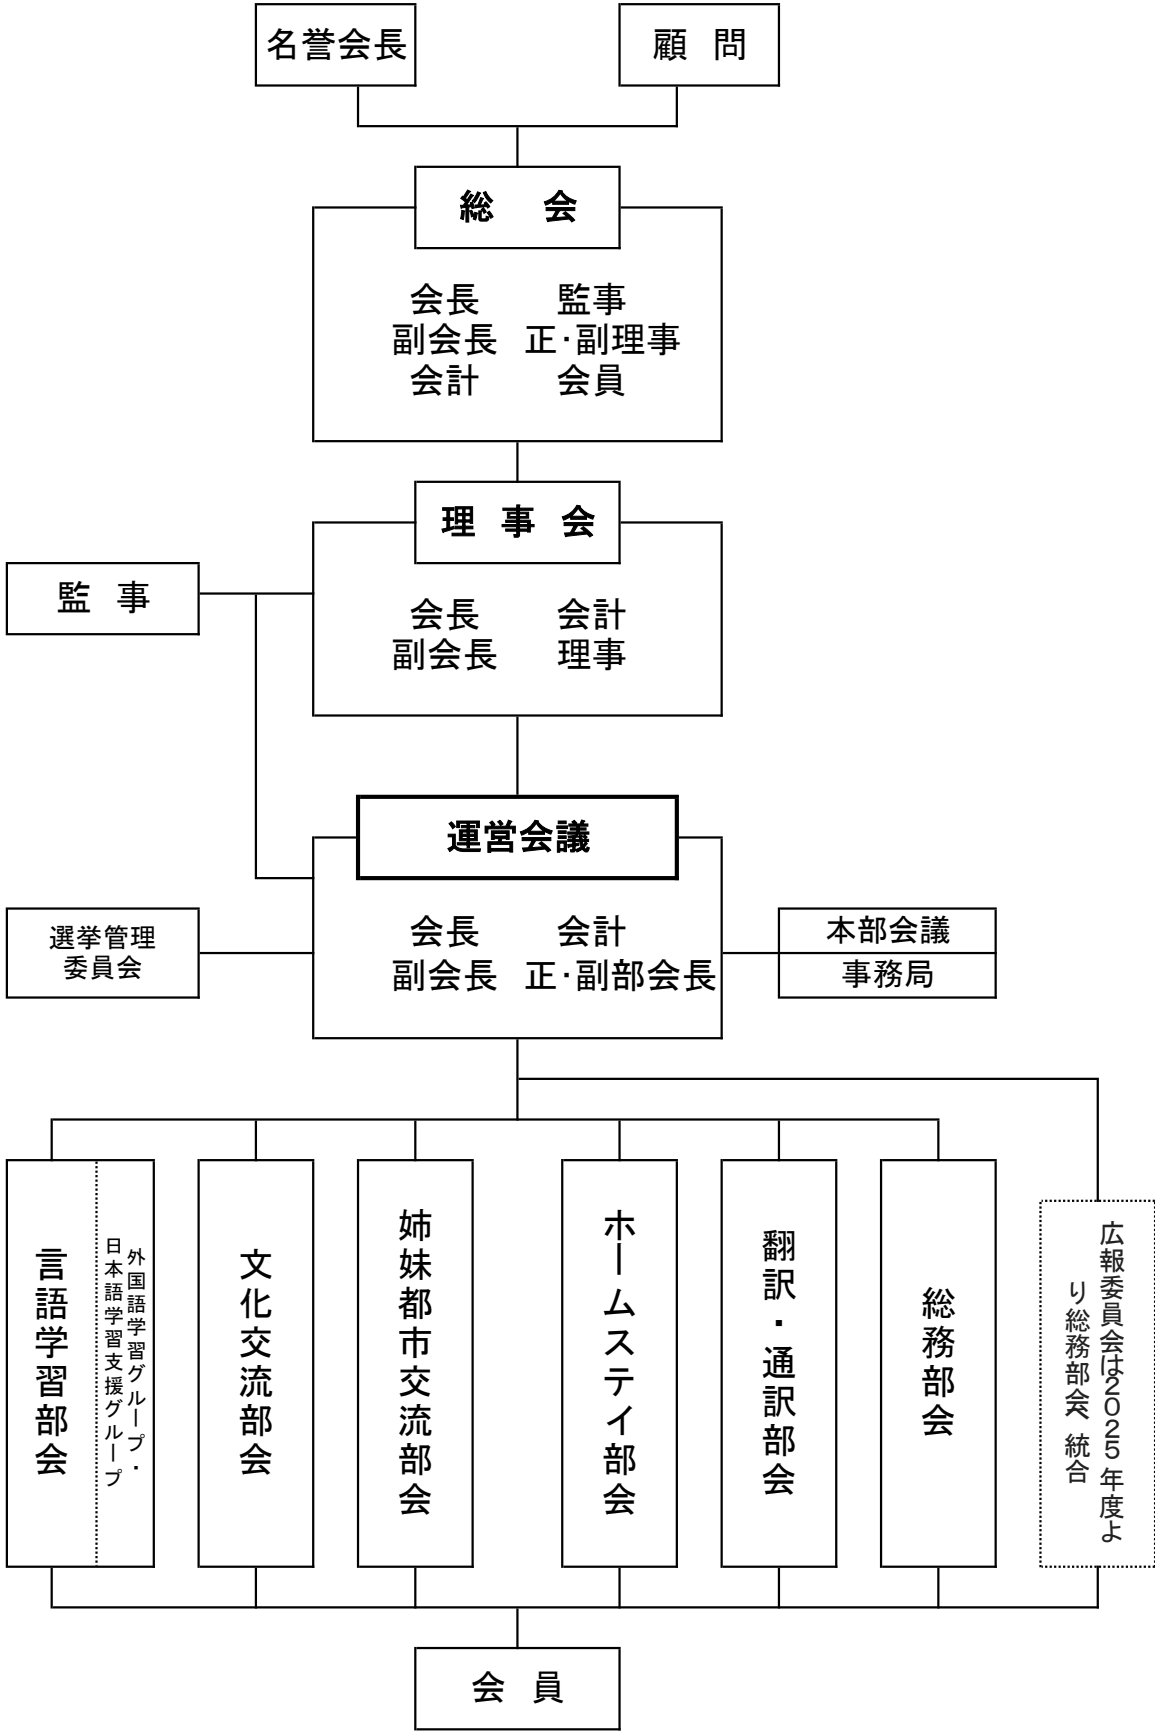 名誉会長
顧 問
総 会
会長 監事
副会長 正・副理事
会計 会員
理 事 会
監 事
会長 会計
副会長 理事
運営会議
選挙管理
委員会
会長 会計
副会長 正・副部会長
本部会議
事務局
言語学習部会
外国語学習グループ・
日本語学習支援グループ
文化交流部会
姉妹都市交流部会
ホームステイ部会
翻訳・通訳部会
総務部会
広報委員会は2025年度よ
り総務部会へ統合
会 員